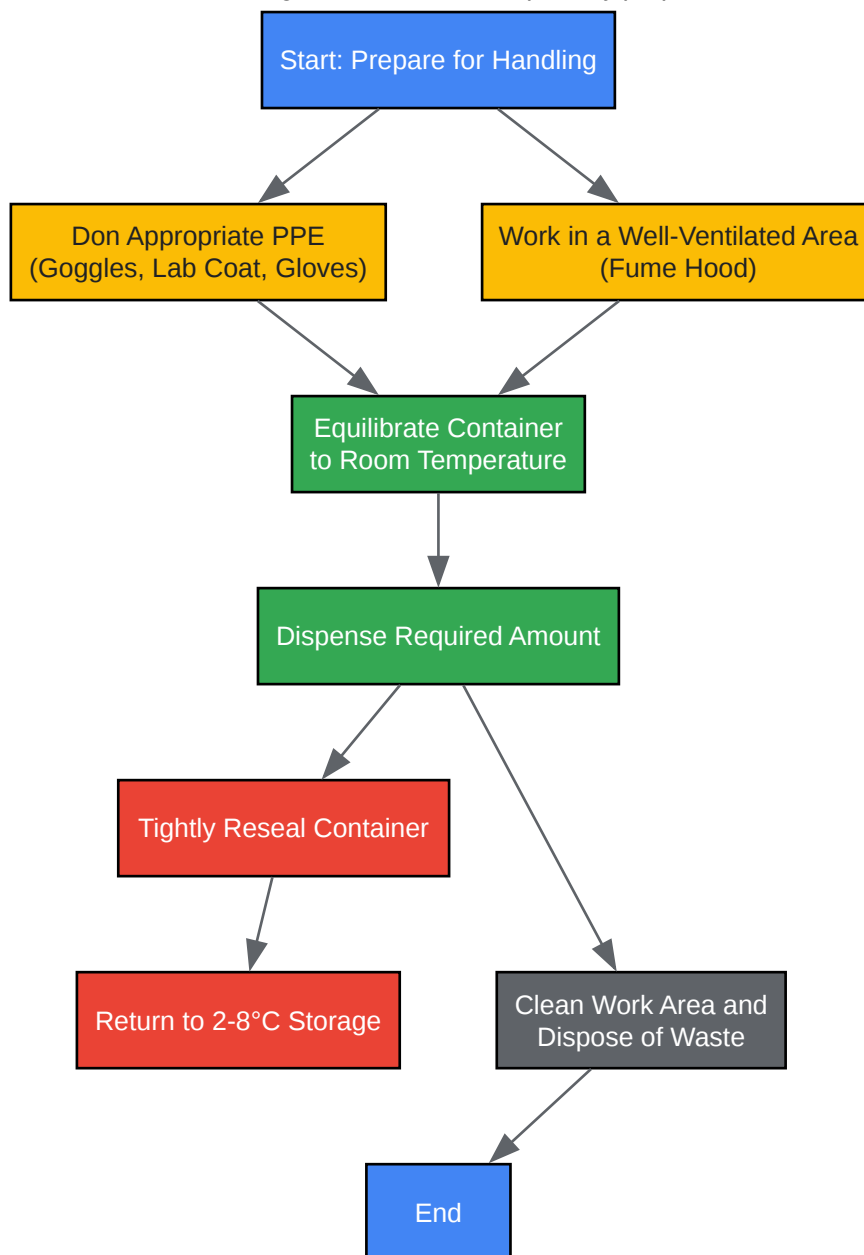 Start: Prepare for Handling
Don Appropriate PPE
(Goggles, Lab Coat, Gloves)
Work in a Well-Ventilated Area
(Fume Hood)
Equilibrate Container
to Room Temperature
Dispense Required Amount
Tightly Reseal Container
Return to 2-8°C Storage
Clean Work Area and
Dispose of Waste
End